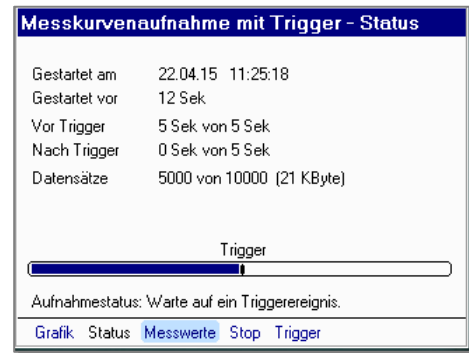 Messkurvenaufnahme mit Trigger - Status
Gestartet am 22.04.15 11:25:18
Gestartet vor 12 Sek
Vor Trigger 5 Sek von 5 Sek
Nach Trigger 0 Sek von 5 Sek
Datensätze 5000 von 10000 (21 KByte)
Trigger
Aufnahmestatus: Warte auf ein Triggerereignis.
Grafik Status Messwerte Stop Trigger